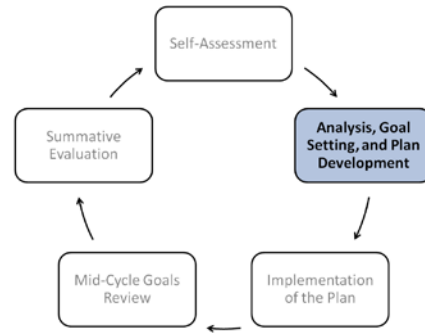 Self-Assessment
Analysis, Goal
Setting, and Plan
Development
Implementation
of the Plan
Mid-Cycle Goals
Review
Summative
Evaluation